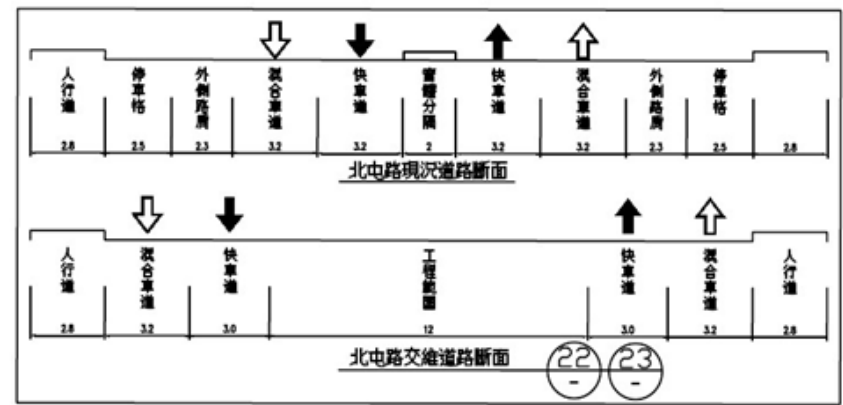 人行道 停車格 外側路肩 混合車道 快車道 實體分隔 快車道 混合車道 外側路肩 停車格
2.8 2.5 2.3 3.2 3.2 2 3.2 3.2 2.3 2.5 2.8
北屯路現況道路斷面
人行道 混合車道 快車道 工程範圍 快車道 混合車道 人行道
2.8 3.2 3.0 12 3.0 3.2 2.8
北屯路交維道路斷面
22 23
- -